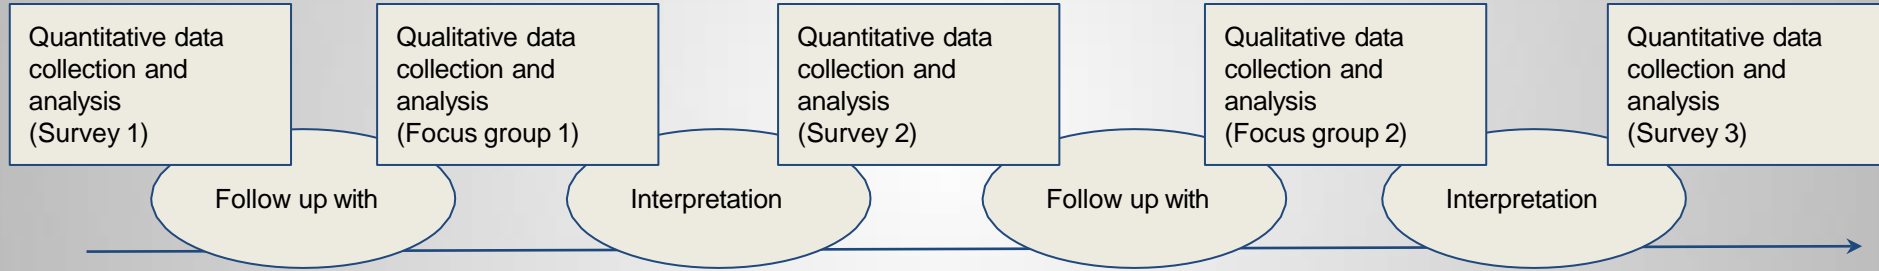 Quantitative data
collection and
analysis
(Survey 1)
Follow up with
Qualitative data
collection and
analysis
(Focus group 1)
Interpretation
Quantitative data
collection and
analysis
(Survey 2)
Follow up with
Qualitative data
collection and
analysis
(Focus group 2)
Interpretation
Quantitative data
collection and
analysis
(Survey 3)